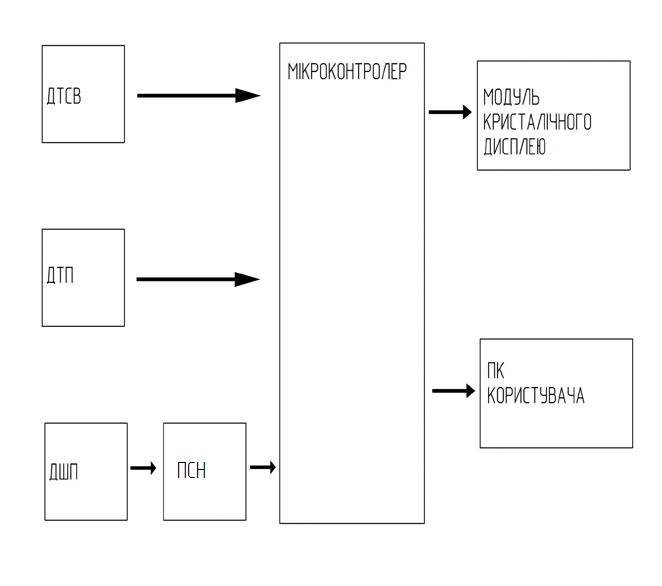 ДТСВ
МІКРОКОНТРОЛЕР
МОДУЛЬ
КРИСТАЛІЧНОГО
ДИСПЛЕЮ
ДТП
ПК
КОРИСТУВАЧА
ДШП
ПСН